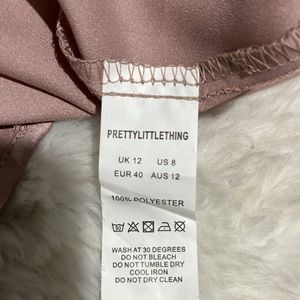 PRETTYLITTLETHING
UK 12 US 8
EUR 40 AUS 12
100% POLYESTER
WASH AT 30 DEGREES
DO NOT BLEACH
DO NOT TUMBLE DRY
COOL IRON
DO NOT DRY CLEAN